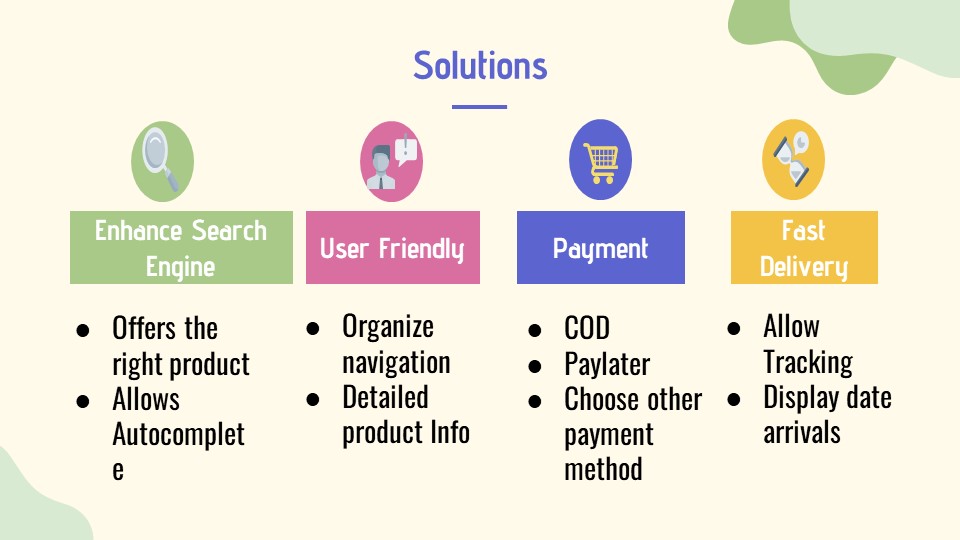 Solutions
Enhance Search
Engine
User Friendly
Payment
Fast
Delivery
● Offers the
right product
● Allows
Autocomplet
e
● Organize
navigation
● Detailed
product Info
● COD
● Paylater
● Choose other
payment
method
● Allow
Tracking
● Display date
arrivals